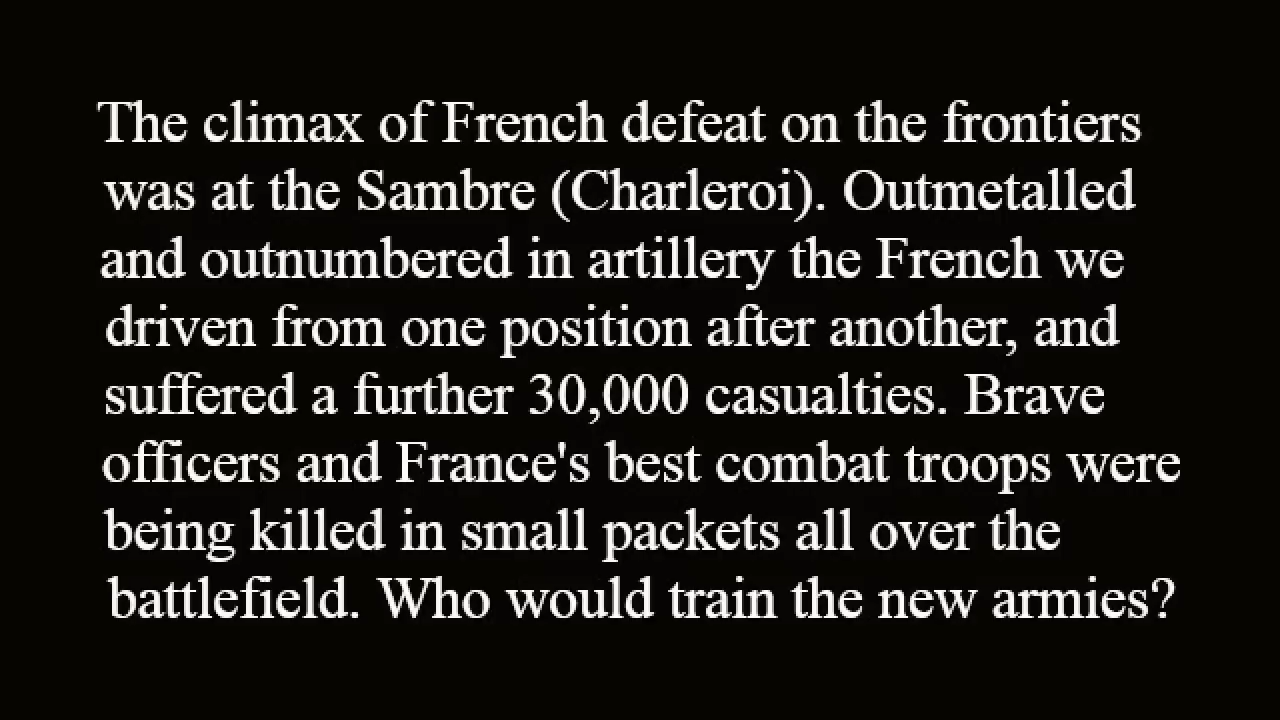 The climax of French defeat on the frontiers
was at the Sambre (Charleroi). Outmetalled
and outnumbered in artillery the French we
driven from one position after another, and
suffered a further 30,000 casualties. Brave
officers and France's best combat troops were
being killed in small packets all over the
battlefield. Who would train the new armies?